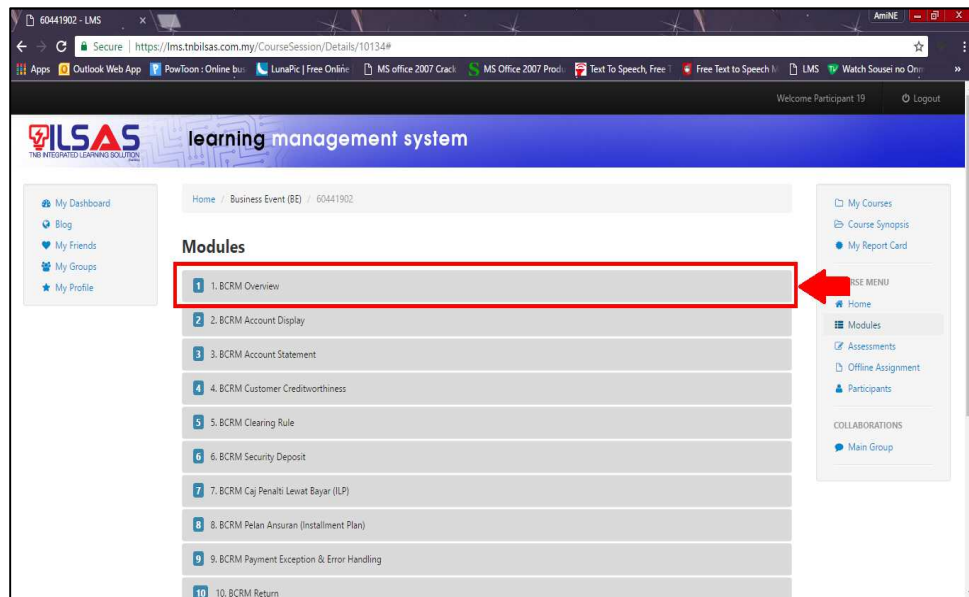 60441902 - LMS
AmiNE
Secure | https://lms.tnbilsas.com.my/CourseSession/Details/10134#
Apps Outlook Web App PowToon : Online bus LunaPic | Free Online MS office 2007 Crack MS Office 2007 Produ Text To Speech, Free T Free Text to Speech LMS Watch Sousei no Onm »
Welcome Participant 19 Logout
ILSAS
TNB INTEGRATED LEARNING SOLUTION
learning management system
My Dashboard
Blog
My Friends
My Groups
My Profile
Home / Business Event (BE) / 60441902
Modules
1 1. BCRM Overview
2 2. BCRM Account Display
3 3. BCRM Account Statement
4 4. BCRM Customer Creditworthiness
5 5. BCRM Clearing Rule
6 6. BCRM Security Deposit
7 7. BCRM Caj Penalti Lewat Bayar (ILP)
8 8. BCRM Pelan Ansuran (Installment Plan)
9 9. BCRM Payment Exception & Error Handling
10 10. BCRM Return
My Courses
Course Synopsis
My Report Card
RSE MENU
Home
Modules
Assessments
Offline Assignment
Participants
COLLABORATIONS
Main Group